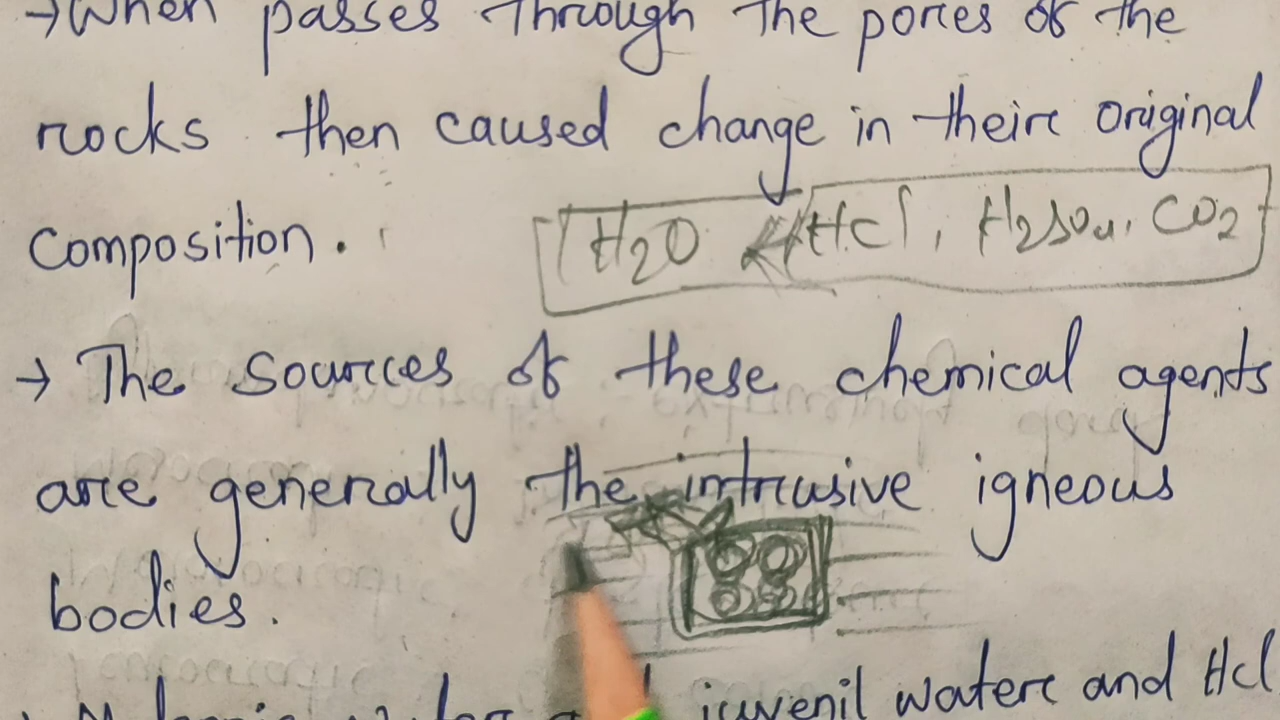 →When passes through the pores of the
rocks then caused change in their original
composition.
H2O HCl, H2SO4, CO2
→ The sources of these chemical agents
are generally the intrusive igneous
bodies.
juvenil water and Hcl